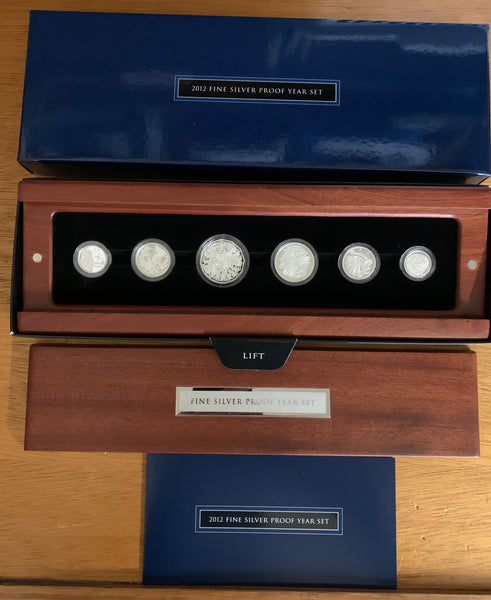 2012 FINE SILVER PROOF YEAR SET
LIFT
FINE SILVER PROOF YEAR SET
2012 FINE SILVER PROOF YEAR SET